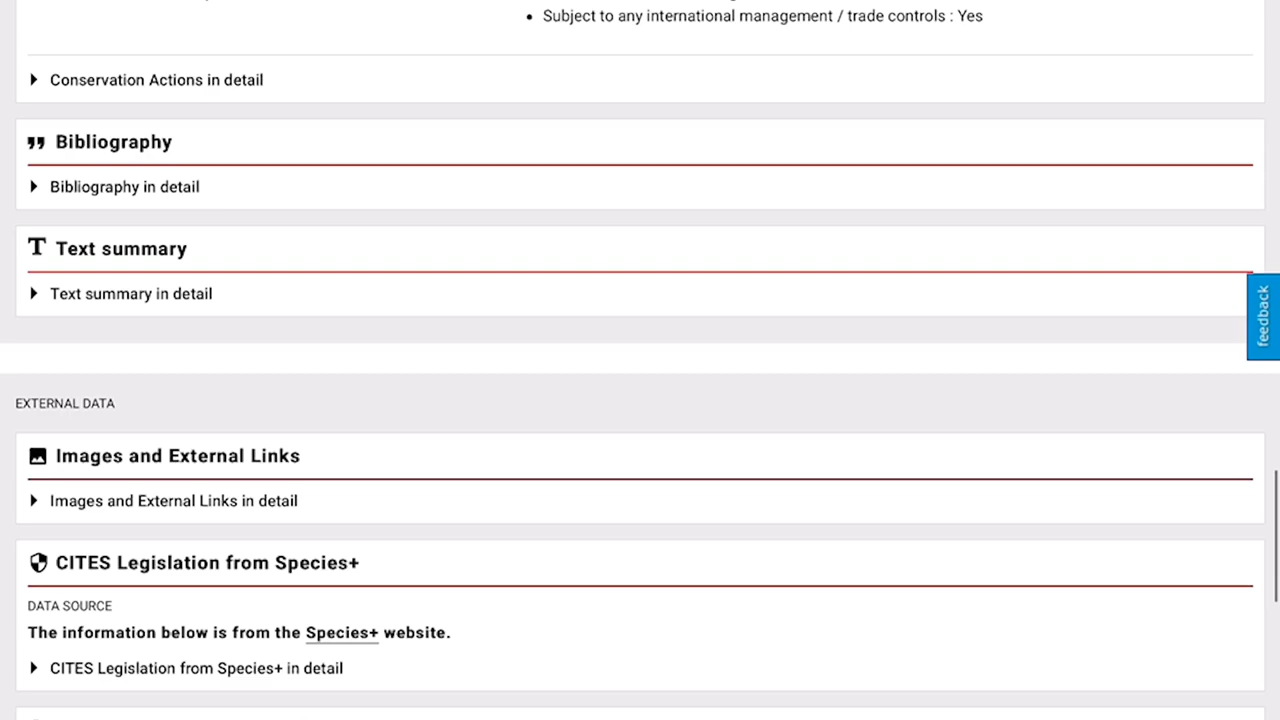 Subject to any international management / trade controls : Yes
Conservation Actions in detail
Bibliography
Bibliography in detail
Text summary
Text summary in detail
feedback
EXTERNAL DATA
Images and External Links
Images and External Links in detail
CITES Legislation from Species+
DATA SOURCE
The information below is from the Species+ website.
CITES Legislation from Species+ in detail